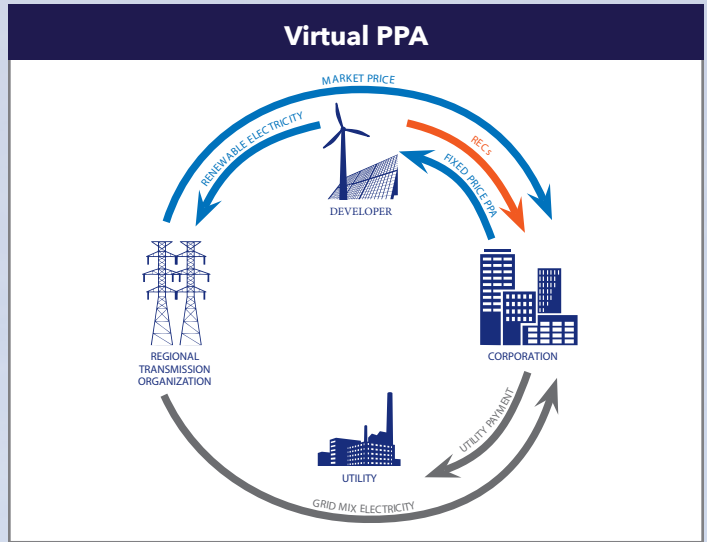 Virtual PPA
MARKET PRICE
RENEWABLE ELECTRICITY
RECs
FIXED PRICE PPA
DEVELOPER
REGIONAL
TRANSMISSION
ORGANIZATION
CORPORATION
UTILITY PAYMENT
UTILITY
GRID MIX ELECTRICITY